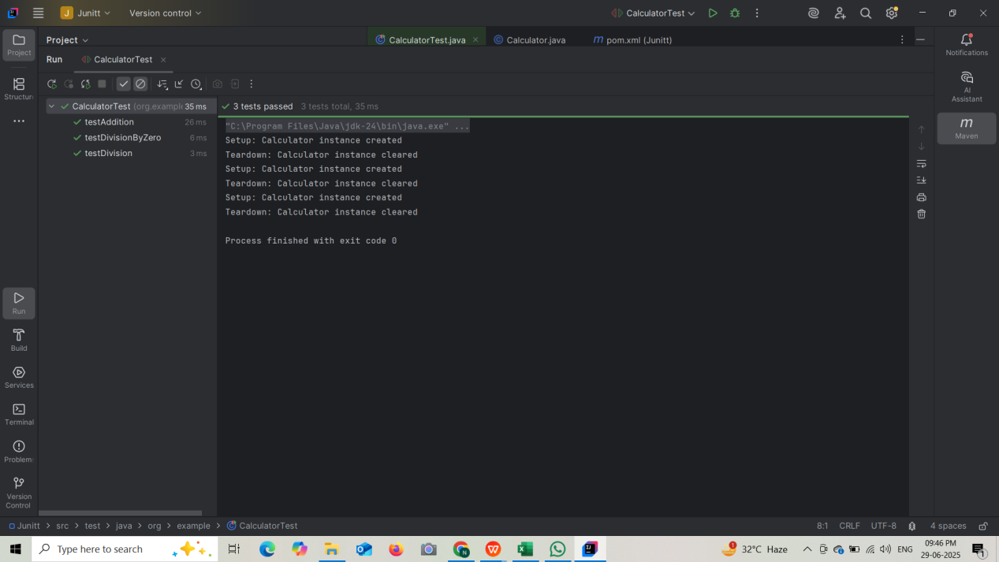 J Junitt Version control CalculatorTest
Project
Project CalculatorTest.java Calculator.java m pom.xml (Junitt)
Run CalculatorTest
Notifications
Structur
CalculatorTest (org.example 35 ms 3 tests passed 3 tests total, 35 ms
testAddition 26 ms
testDivisionByZero 6 ms
testDivision 3 ms
"C:\Program Files\Java\jdk-24\bin\java.exe" ...
Setup: Calculator instance created
Teardown: Calculator instance cleared
Setup: Calculator instance created
Teardown: Calculator instance cleared
Setup: Calculator instance created
Teardown: Calculator instance cleared
Process finished with exit code 0
AI
Assistant
m
Maven
Run
Build
Services
Terminal
Problem
Version
Control
Junitt > src > test > java > org > example > CalculatorTest 8:1 CRLF UTF-8 4 spaces
Type here to search 1 32°C Haze ENG 09:46 PM
29-06-2025 1